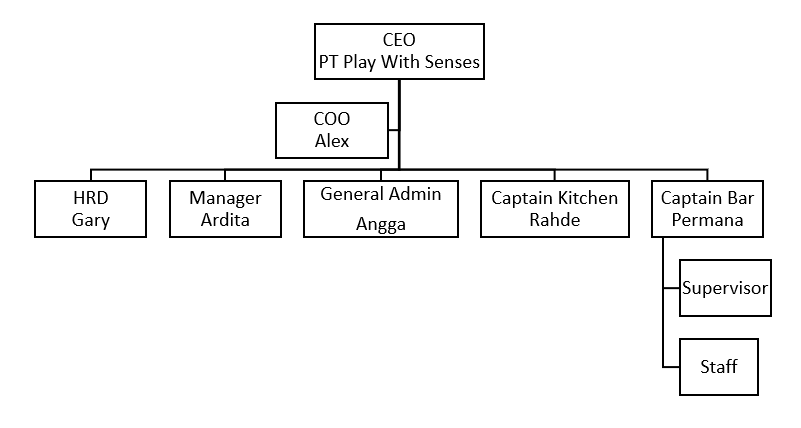 CEO
PT Play With Senses
COO
Alex
HRD
Gary
Manager
Ardita
General Admin
Angga
Captain Kitchen
Rahde
Captain Bar
Permana
Supervisor
Staff